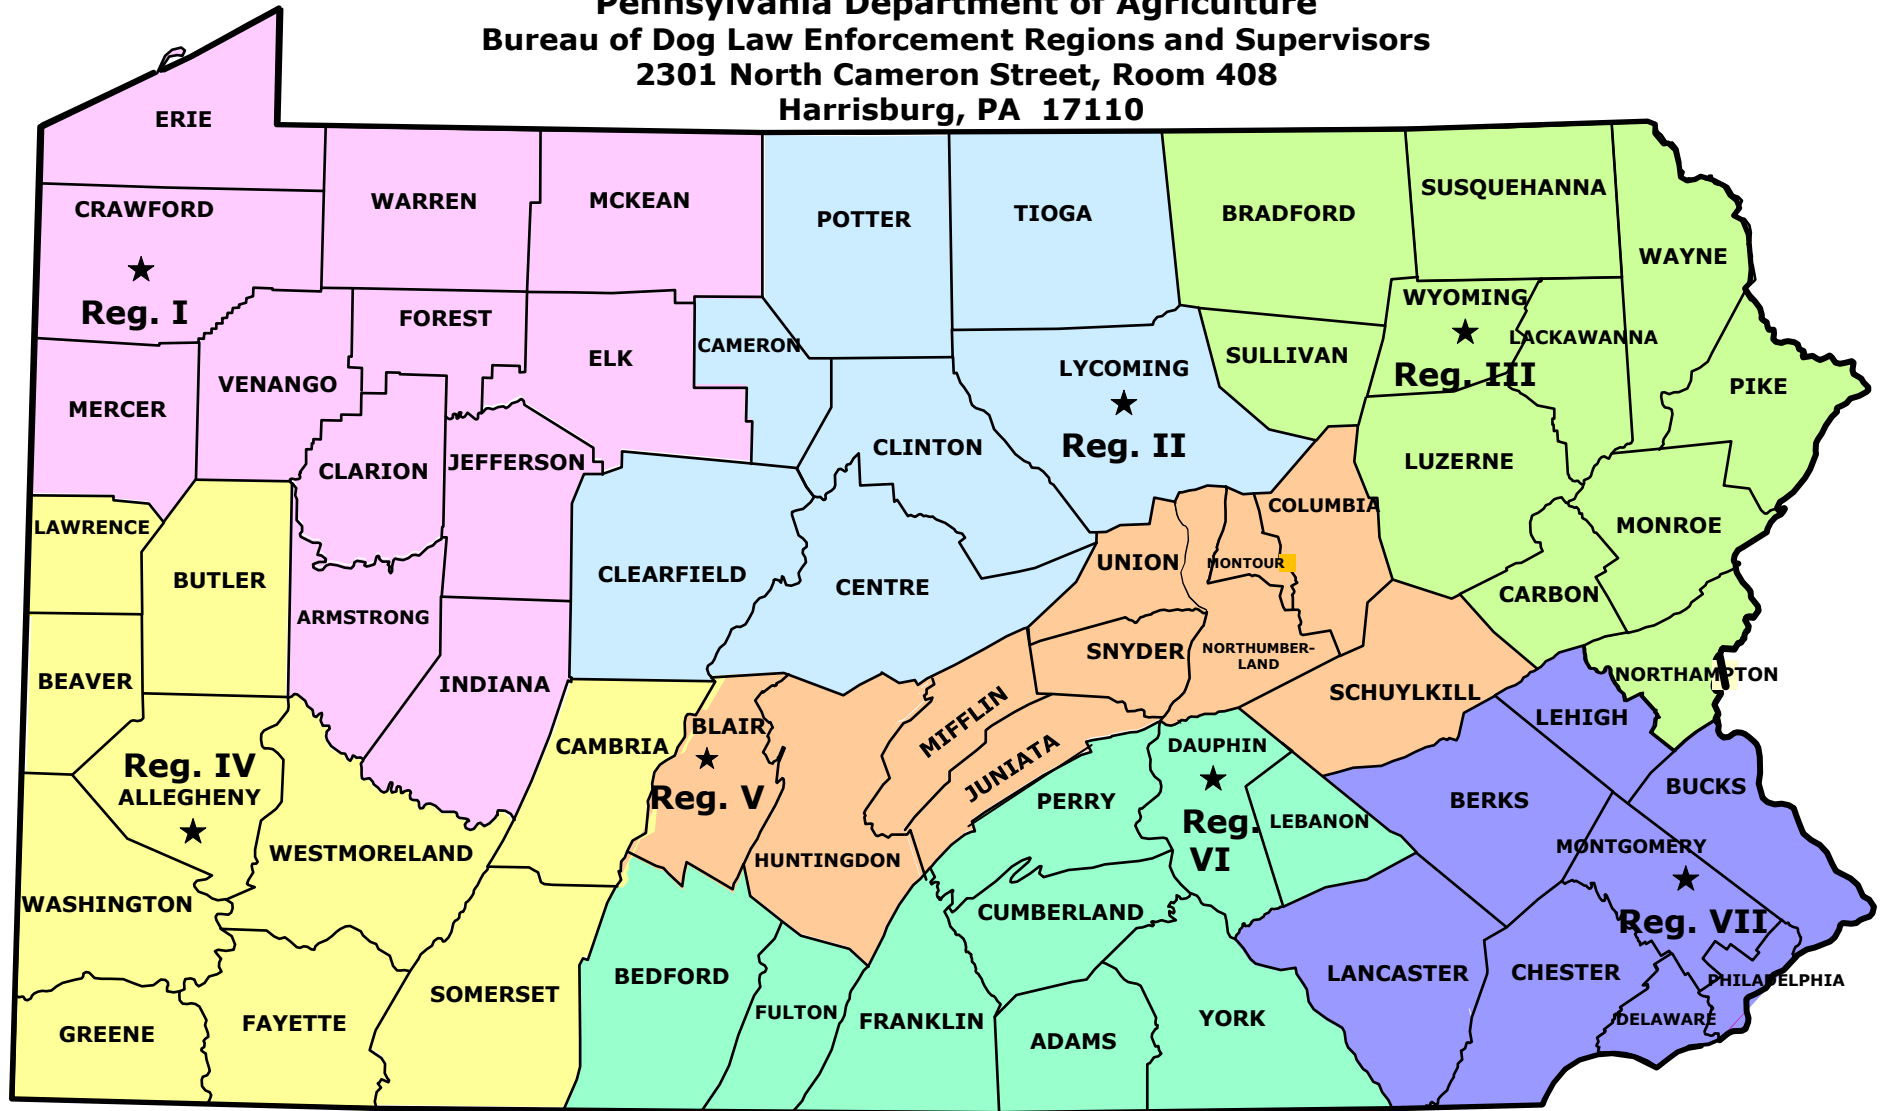 Pennsylvania Department of Agriculture
Bureau of Dog Law Enforcement Regions and Supervisors
2301 North Cameron Street, Room 408
Harrisburg, PA 17110
ERIE
CRAWFORD
WARREN
MCKEAN
POTTER
TIOGA
BRADFORD
SUSQUEHANNA
WAYNE
Reg. I
FOREST
ELK
CAMERON
LYCOMING
Reg. II
SULLIVAN
WYOMING
LACKAWANNA
Reg. III
PIKE
MERCER
VENANGO
CLARION
JEFFERSON
CLINTON
LUZERNE
COLUMBIA
MONROE
LAWRENCE
BUTLER
ARMSTRONG
CLEARFIELD
CENTRE
UNION
MONTOUR
CARBON
BEAVER
INDIANA
SNYDER
NORTHUMBER-
LAND
SCHUYLKILL
NORTHAMPTON
LEHIGH
Reg. IV
ALLEGHENY
CAMBRIA
BLAIR
Reg. V
MIFFLIN
JUNIATA
DAUPHIN
Reg.
VI
PERRY
LEBANON
BERKS
BUCKS
WESTMORELAND
HUNTINGDON
MONTGOMERY
Reg. VII
WASHINGTON
CUMBERLAND
LANCASTER
CHESTER
PHILADELPHIA
DELAWARE
GREENE
FAYETTE
SOMERSET
BEDFORD
FULTON
FRANKLIN
ADAMS
YORK